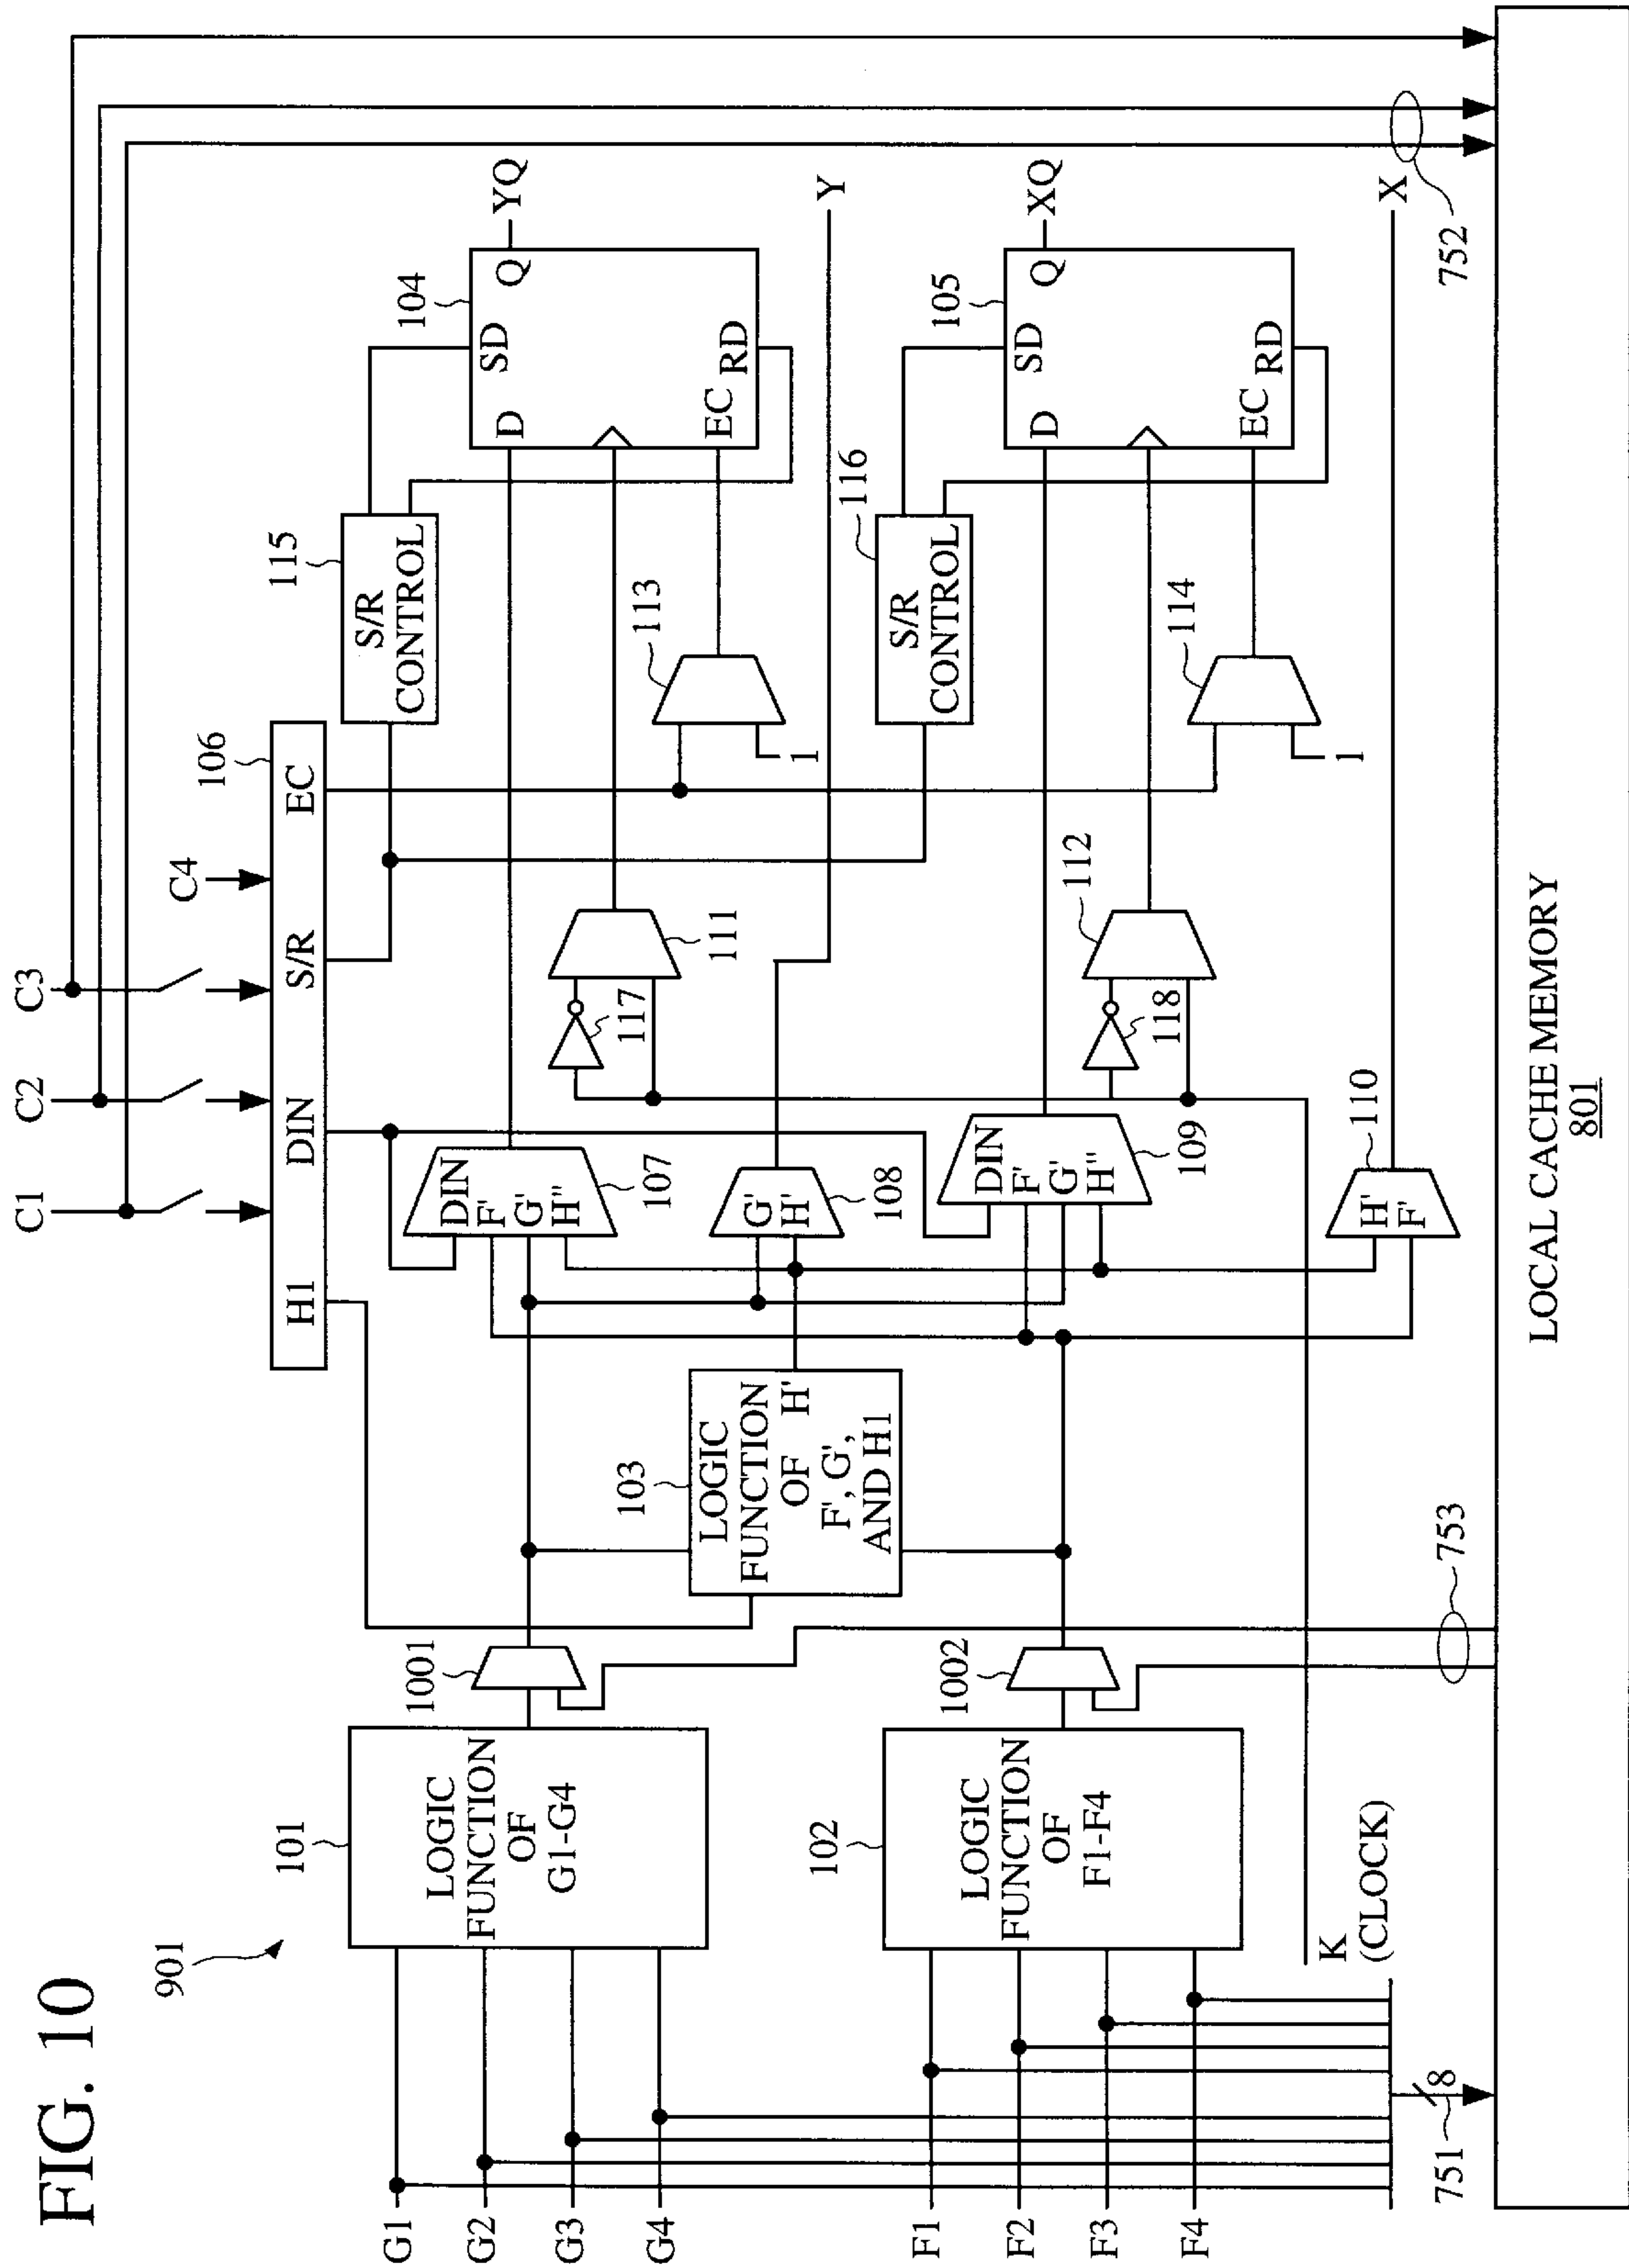 FIG. 10
901
C1
C2
C3
C4
106
H1
DIN
S/R
EC
115
S/R
CONTROL
104
D
SD
Q
EC
RD
YQ
101
LOGIC
FUNCTION
OF
G1-G4
G1
G2
G3
G4
1001
107
DIN
F'
G'
H"
117
111
113
1
103
LOGIC
FUNCTION
OF H'
F', G',
AND H1
108
G'
H'
Y
116
S/R
CONTROL
105
D
SD
Q
EC
RD
XQ
102
LOGIC
FUNCTION
OF
F1-F4
F1
F2
F3
F4
1002
109
DIN
F'
G'
H"
118
112
114
1
110
H'
F'
X
K
(CLOCK)
751
8
753
752
LOCAL CACHE MEMORY
801